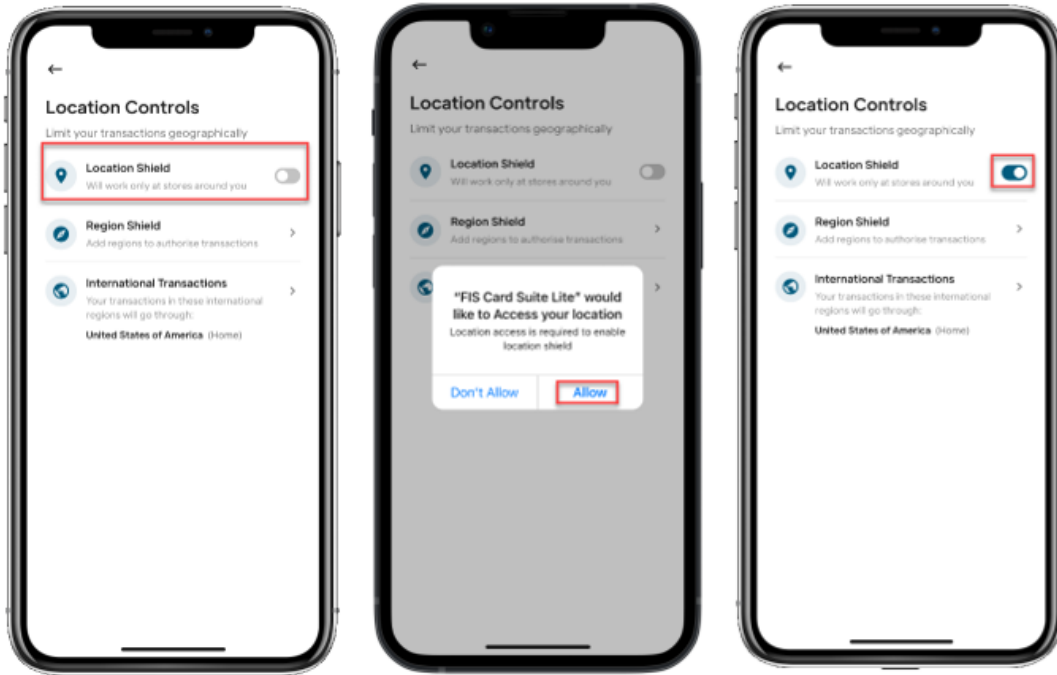 Location Controls
Limit your transactions geographically
Location Shield
Will work only at stores around you
Region Shield
Add regions to authorise transactions
International Transactions
Your transactions in these international
regions will go through:
United States of America (Home)
Location Controls
Limit your transactions geographically
Location Shield
Will work only at stores around you
Region Shield
Add regions to authorise transactions
"FIS Card Suite Lite" would
like to Access your location
Location access is required to enable
location shield
Don't Allow
Allow
Location Controls
Limit your transactions geographically
Location Shield
Will work only at stores around you
Region Shield
Add regions to authorise transactions
International Transactions
Your transactions in these international
regions will go through:
United States of America (Home)